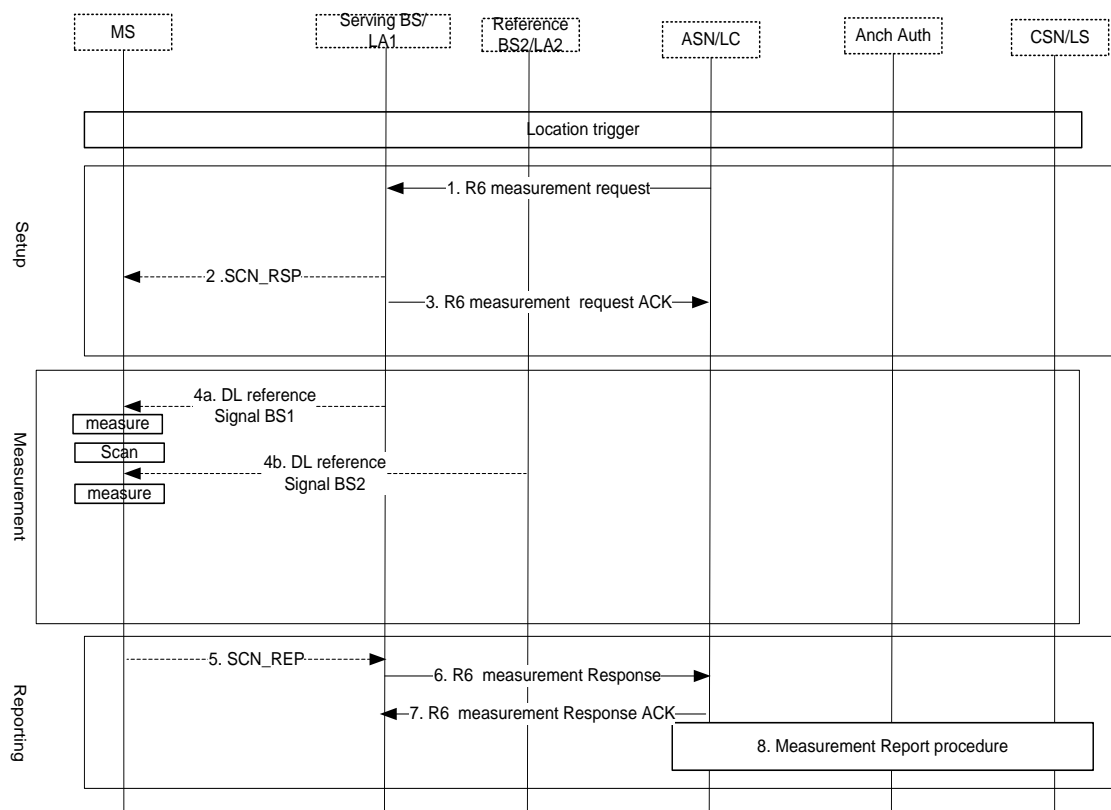 MS
Serving BS/
LA1
Reference
BS2/LA2
ASN/LC
Anch Auth
CSN/LS
Location trigger
Setup
1. R6 measurement request
2 .SCN_RSP
3. R6 measurement request ACK
Measurement
4a. DL reference
Signal BS1
measure
Scan
4b. DL reference
Signal BS2
measure
Reporting
5. SCN_REP
6. R6 measurement Response
7. R6 measurement Response ACK
8. Measurement Report procedure